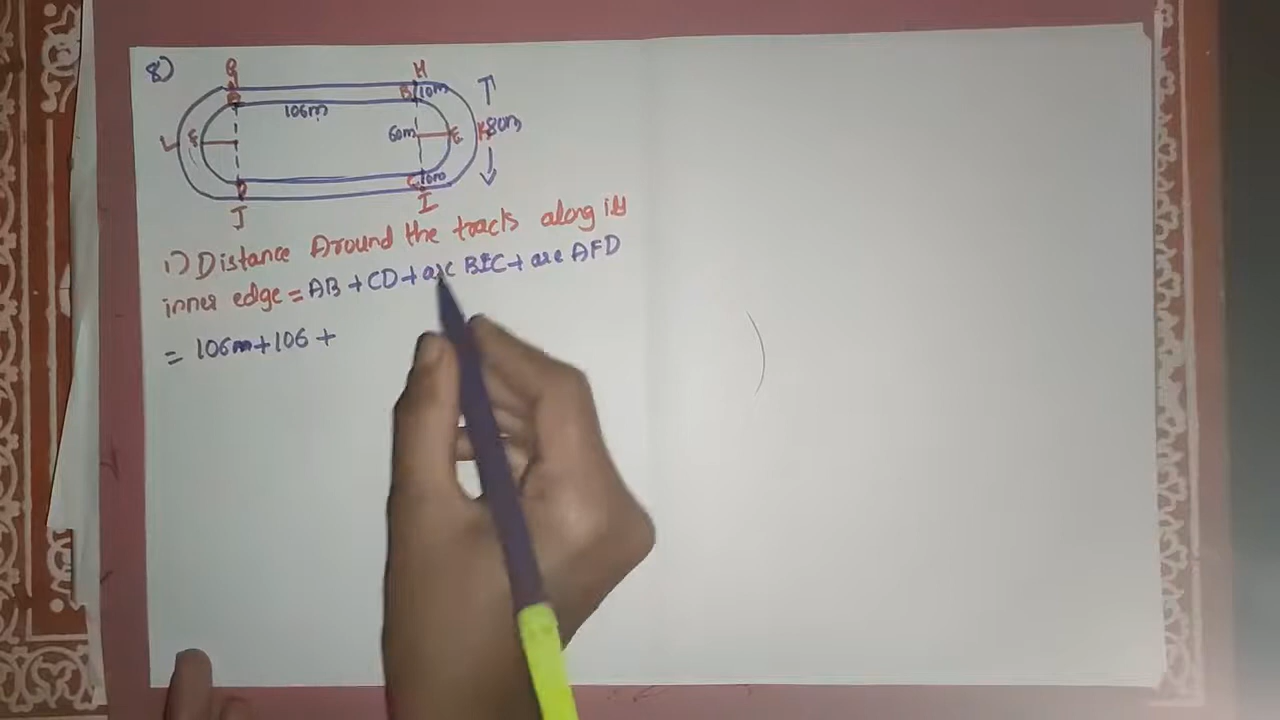 8)
G H
B 10m
106m
60m E K 80m
L F
D C 10m
J I
1) Distance Around the tracks along its
inner edge = AB + CD + arc BEC + arc AFD
= 106m + 106 +